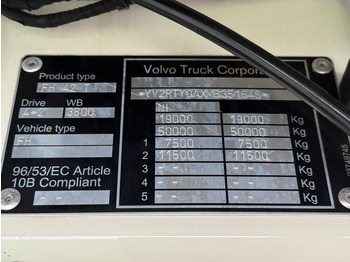 Product type
FH 42 T
Drive WB
4*2 3800
Vehicle type
FH
96/53/EC Article
10B Compliant
- -
Volvo Truck Corpora
NL
19000 19000 Kg
50000 50000 Kg
1 7500 7500 Kg
2 11500 11500 Kg
3 - - - - Kg
4 - - - - Kg
5 - - - - Kg